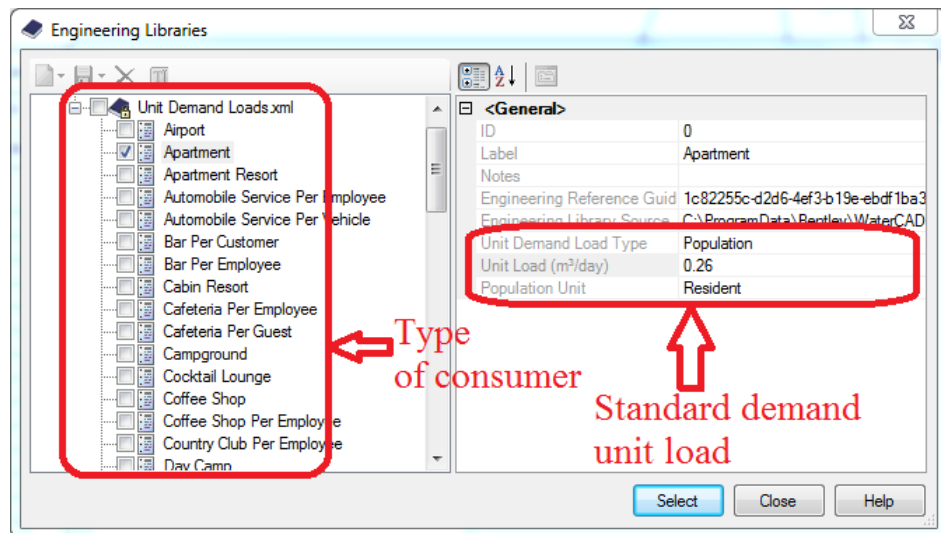 Engineering Libraries
Unit Demand Loads.xml
Airport
Apartment
Apartment Resort
Automobile Service Per Employee
Automobile Service Per Vehicle
Bar Per Customer
Bar Per Employee
Cabin Resort
Cafeteria Per Employee
Cafeteria Per Guest
Campground
Cocktail Lounge
Coffee Shop
Coffee Shop Per Employee
Country Club Per Employee
Day Camp
<General>
ID 0
Label Apartment
Notes
Engineering Reference Guid 1c82255c-d2d6-4ef3-b19e-ebdf1ba3
Engineering Library Source C:\ProgramData\Bentley\WaterCAD
Unit Demand Load Type Population
Unit Load (m³/day) 0.26
Population Unit Resident
Type
of consumer
Standard demand
unit load
Select Close Help